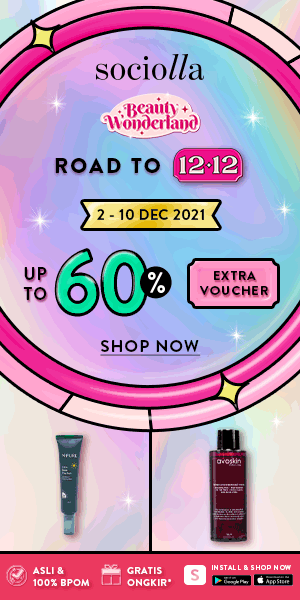 sociolla
Beauty
Wonderland
ROAD TO 12·12
2 - 10 DEC 2021
UP TO 60%
EXTRA VOUCHER
SHOP NOW
avoskin
ASLI &
100% BPOM
GRATIS
ONGKIR*
S
INSTALL & SHOP NOW
Google Play
App Store